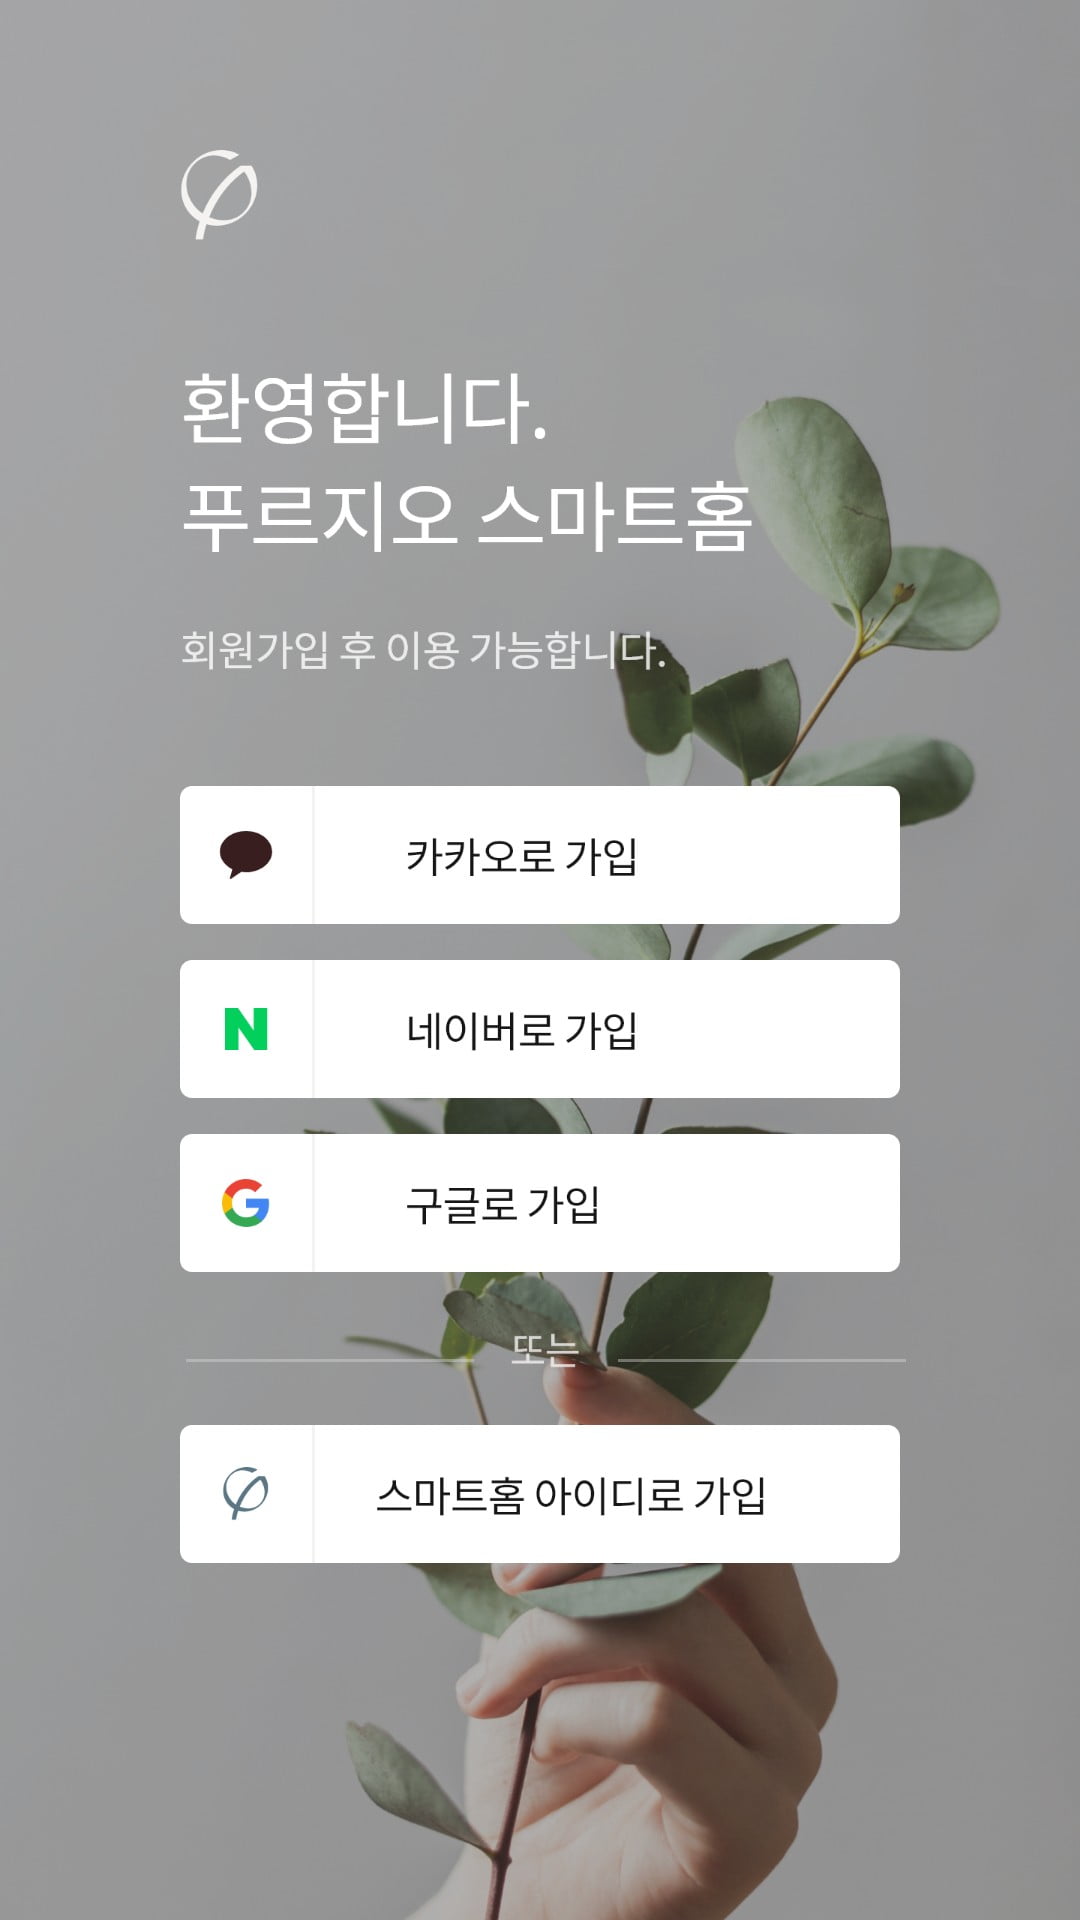 환영합니다.
푸르지오 스마트홈
회원가입 후 이용 가능합니다.
카카오로 가입
네이버로 가입
구글로 가입
또는
스마트홈 아이디로 가입